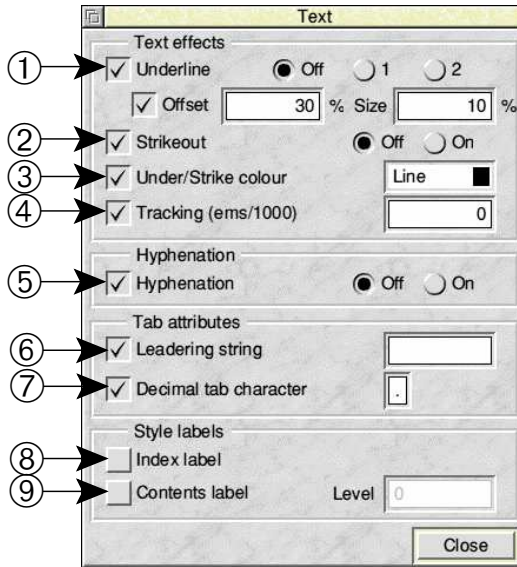 Text
Text effects
① Underline Off 1 2
Offset 30 % Size 10 %
② Strikeout Off On
③ Under/Strike colour Line
④ Tracking (ems/1000) 0
Hyphenation
⑤ Hyphenation Off On
Tab attributes
⑥ Leadering string
⑦ Decimal tab character .
Style labels
⑧ Index label
⑨ Contents label Level 0
Close